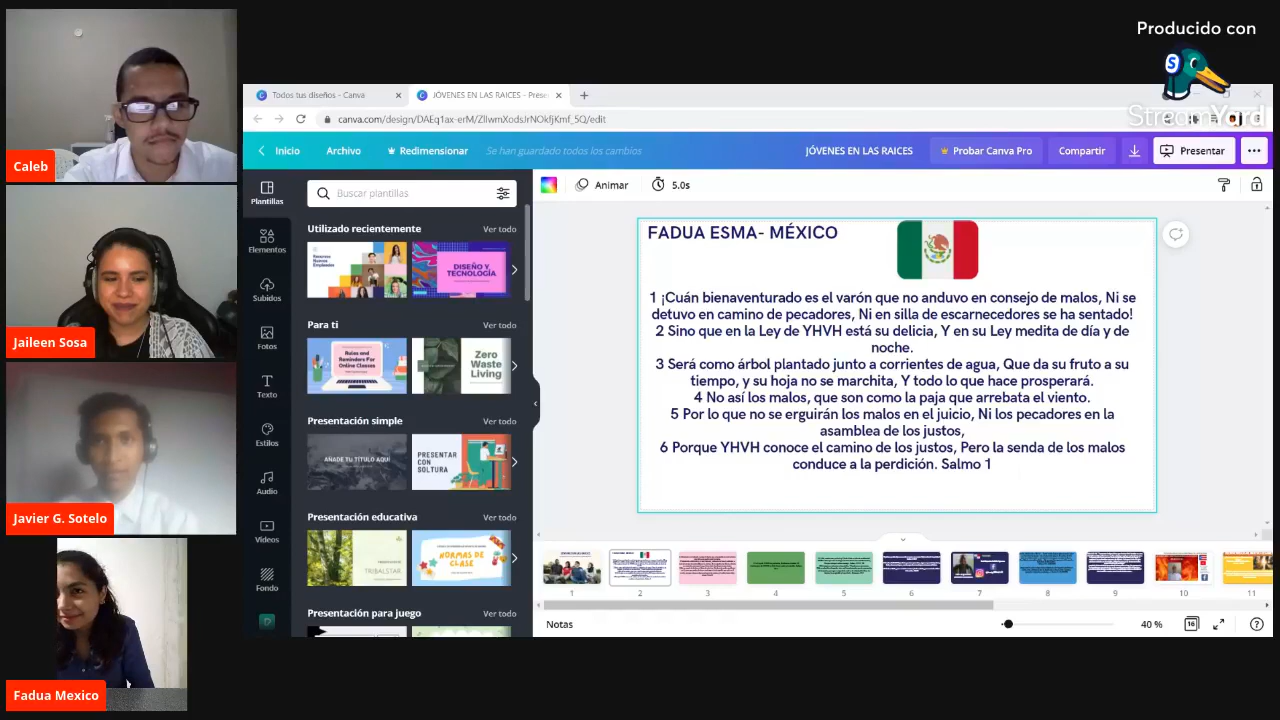 Producido con
StreamYard
Caleb
Jaileen Sosa
Javier G. Sotelo
Fadua Mexico
Todos tus diseños - Canva
JÓVENES EN LAS RAICES - Prese
Inicio
Archivo
Redimensionar
Se han guardado todos los cambios
JÓVENES EN LAS RAICES
Probar Canva Pro
Compartir
Presentar
Animar
5.0s
Plantillas
Elementos
Subidos
Fotos
Texto
Estilos
Audio
Videos
Fondo
Buscar plantillas
Utilizado recientemente
Ver todo
DISEÑO Y
TECNOLOGÍA
Para ti
Ver todo
Rules and
Reminders For
Online Classes
Zero
Waste
Living
Presentación simple
Ver todo
AÑADE TU TÍTULO AQUÍ
PRESENTAR
CON
SOLTURA
Presentación educativa
Ver todo
TRIBALSTAR
NORMAS DE
CLASE
Presentación para juego
Ver todo
FADUA ESMA- MÉXICO
1 ¡Cuán bienaventurado es el varón que no anduvo en consejo de malos, Ni se
detuvo en camino de pecadores, Ni en silla de escarnecedores se ha sentado!
2 Sino que en la Ley de YHVH está su delicia, Y en su Ley medita de día y de
noche.
3 Será como árbol plantado junto a corrientes de agua, Que da su fruto a su
tiempo, y su hoja no se marchita, Y todo lo que hace prosperará.
4 No así los malos, que son como la paja que arrebata el viento.
5 Por lo que no se erguirán los malos en el juicio, Ni los pecadores en la
asamblea de los justos,
6 Porque YHVH conoce el camino de los justos, Pero la senda de los malos
conduce a la perdición. Salmo 1
1
2
3
4
5
6
7
8
9
10
11
Notas
40 %
16